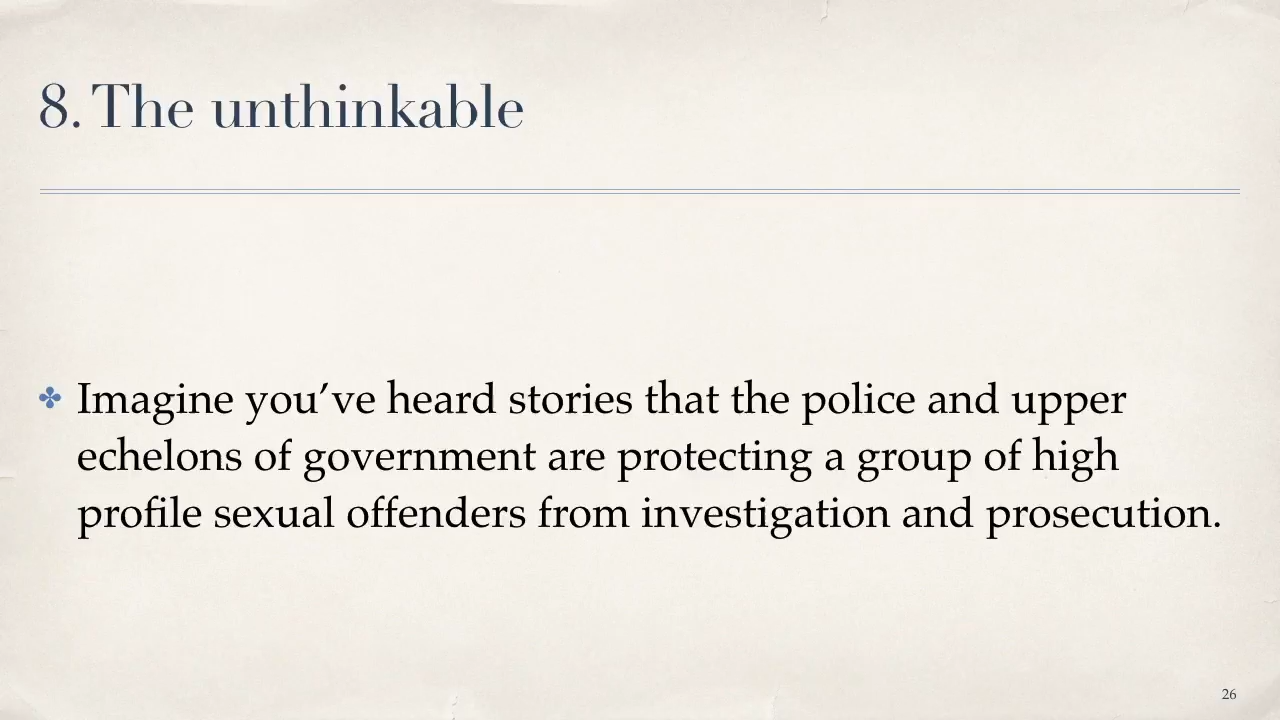 8. The unthinkable
Imagine you’ve heard stories that the police and upper
echelons of government are protecting a group of high
profile sexual offenders from investigation and prosecution.
26